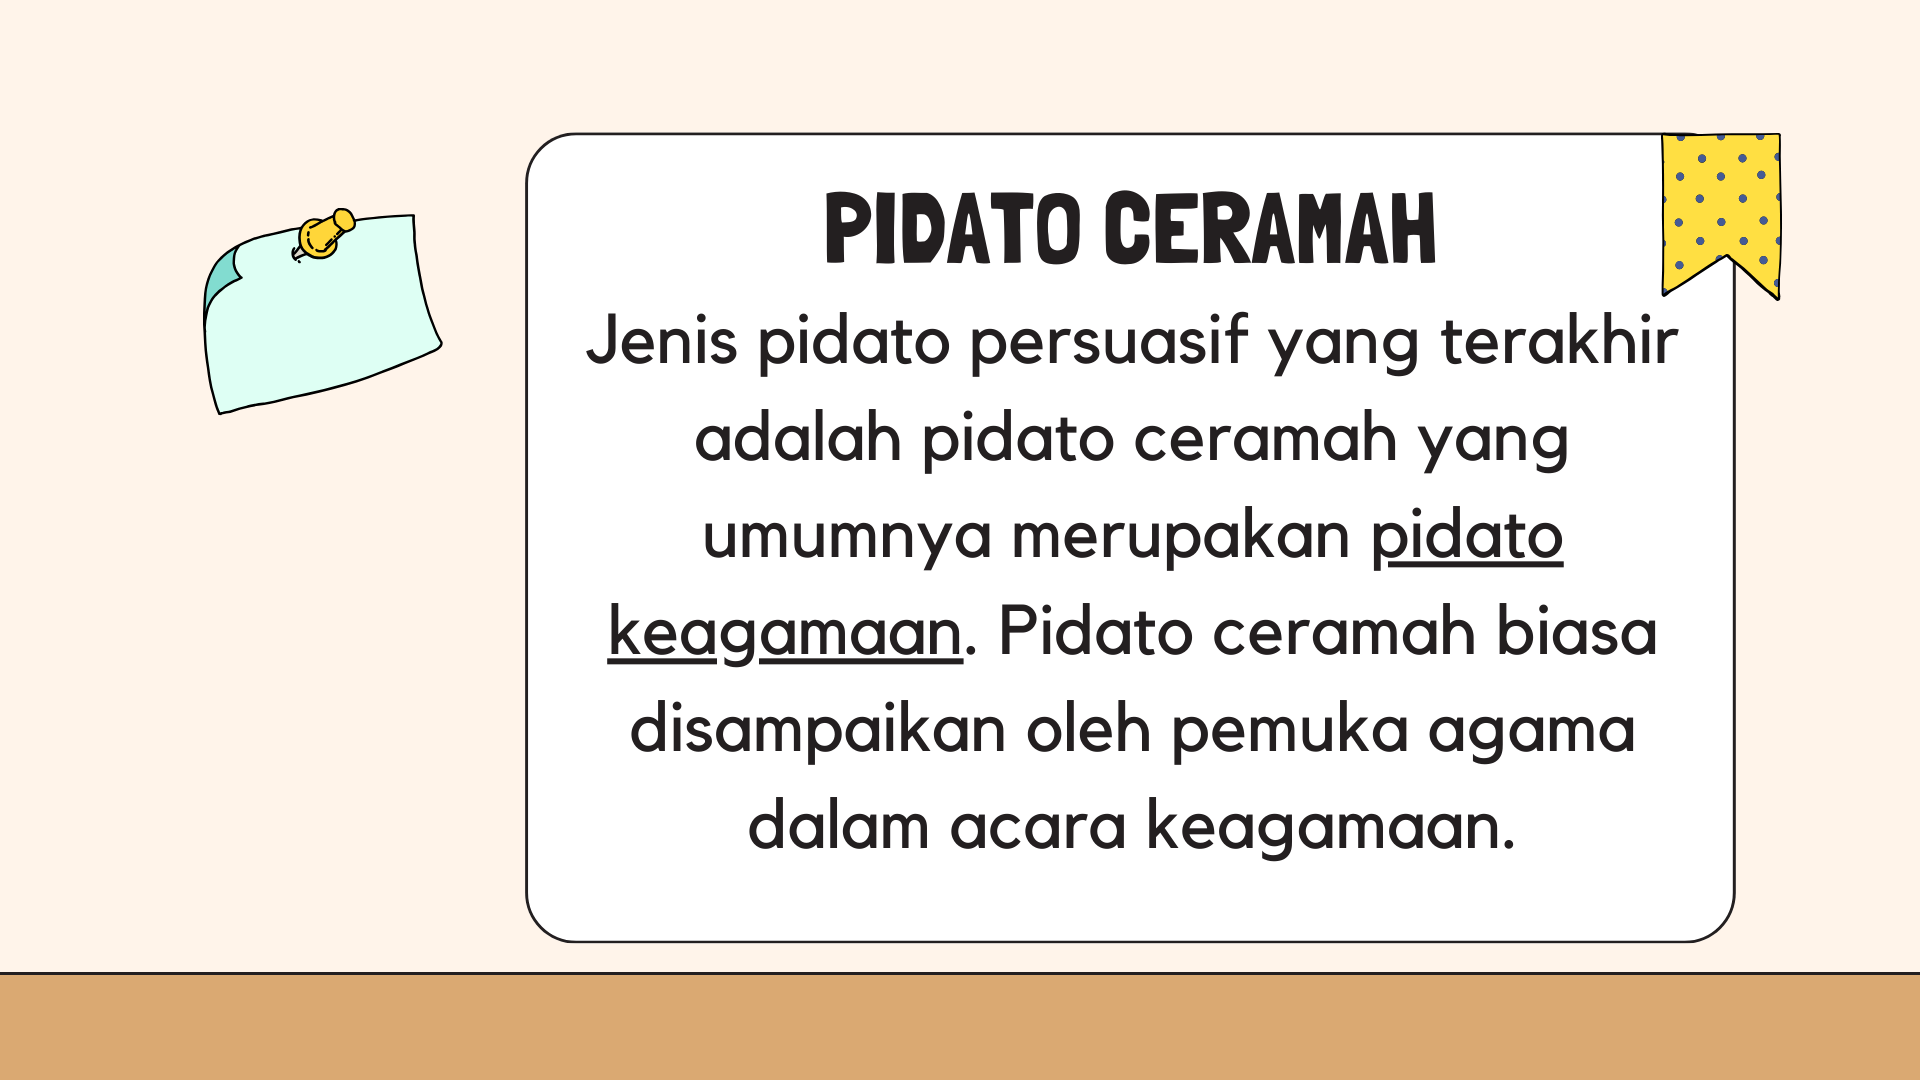 PIDATO CERAMAH
Jenis pidato persuasif yang terakhir
adalah pidato ceramah yang
umumnya merupakan pidato
keagamaan. Pidato ceramah biasa
disampaikan oleh pemuka agama
dalam acara keagamaan.